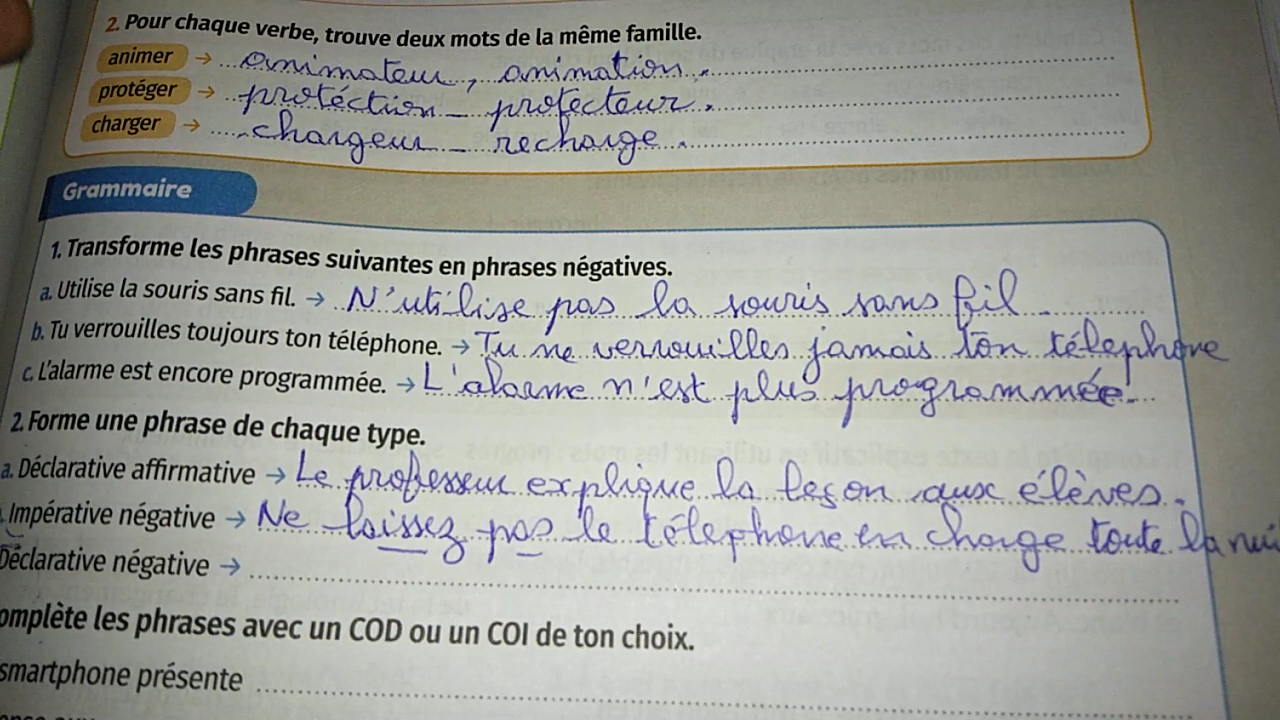 2. Pour chaque verbe, trouve deux mots de la même famille.
animer → animateur, animation.
protéger → protéction - protecteur.
charger → chargeur - recharge.
Grammaire
1. Transforme les phrases suivantes en phrases négatives.
a. Utilise la souris sans fil. → N'utilise pas la souris sans fil
b. Tu verrouilles toujours ton téléphone. → Tu ne verrouilles jamais ton télephone
c. L'alarme est encore programmée. → L'alarme n'est plus programmée.
2. Forme une phrase de chaque type.
a. Déclarative affirmative → Le professeur explique la leçon aux élèves.
Impérative négative → Ne laissez pas le télephone en charge toute la nui
Déclarative négative →
omplète les phrases avec un COD ou un COI de ton choix.
smartphone présente